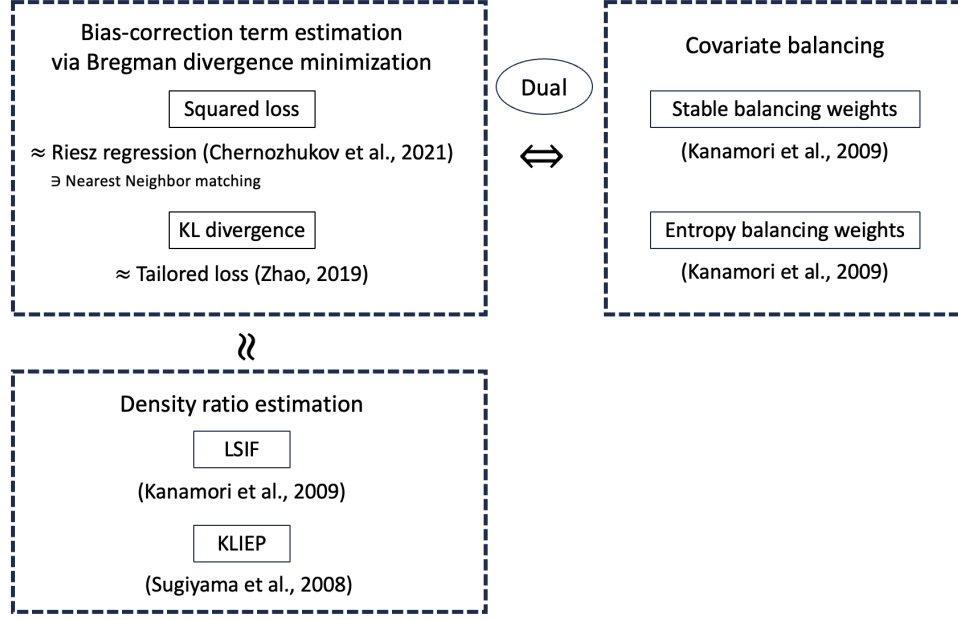 Bias-correction term estimation
via Bregman divergence minimization
Squared loss
≈ Riesz regression (Chernozhukov et al., 2021)
∋ Nearest Neighbor matching
KL divergence
≈ Tailored loss (Zhao, 2019)
Dual
⇔
Covariate balancing
Stable balancing weights
(Kanamori et al., 2009)
Entropy balancing weights
(Kanamori et al., 2009)
≈
Density ratio estimation
LSIF
(Kanamori et al., 2009)
KLIEP
(Sugiyama et al., 2008)